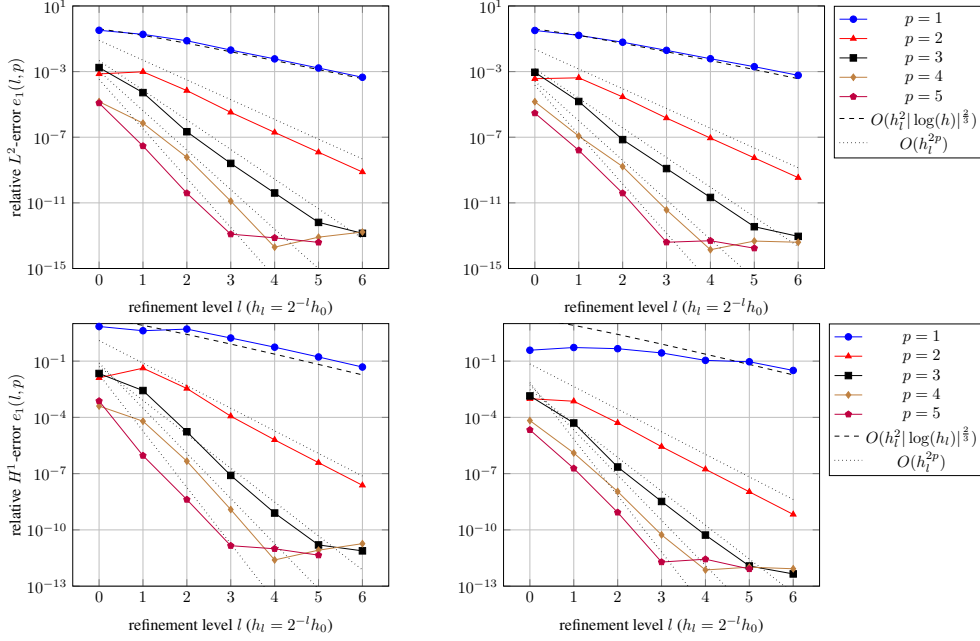 relative $L^2$-error $e_1(l, p)$
$10^1$
$10^{-3}$
$10^{-7}$
$10^{-11}$
$10^{-15}$
0 1 2 3 4 5 6
refinement level $l$ ($h_l = 2^{-l}h_0$)
$10^1$
$10^{-3}$
$10^{-7}$
$10^{-11}$
$10^{-15}$
0 1 2 3 4 5 6
refinement level $l$ ($h_l = 2^{-l}h_0$)
$p = 1$
$p = 2$
$p = 3$
$p = 4$
$p = 5$
$O(h_l^2|\log(h)|^{\frac{2}{3}})$
$O(h_l^{2p})$
relative $H^1$-error $e_1(l, p)$
$10^{-1}$
$10^{-4}$
$10^{-7}$
$10^{-10}$
$10^{-13}$
0 1 2 3 4 5 6
refinement level $l$ ($h_l = 2^{-l}h_0$)
$10^{-1}$
$10^{-4}$
$10^{-7}$
$10^{-10}$
$10^{-13}$
0 1 2 3 4 5 6
refinement level $l$ ($h_l = 2^{-l}h_0$)
$p = 1$
$p = 2$
$p = 3$
$p = 4$
$p = 5$
$O(h_l^2|\log(h_l)|^{\frac{2}{3}})$
$O(h_l^{2p})$